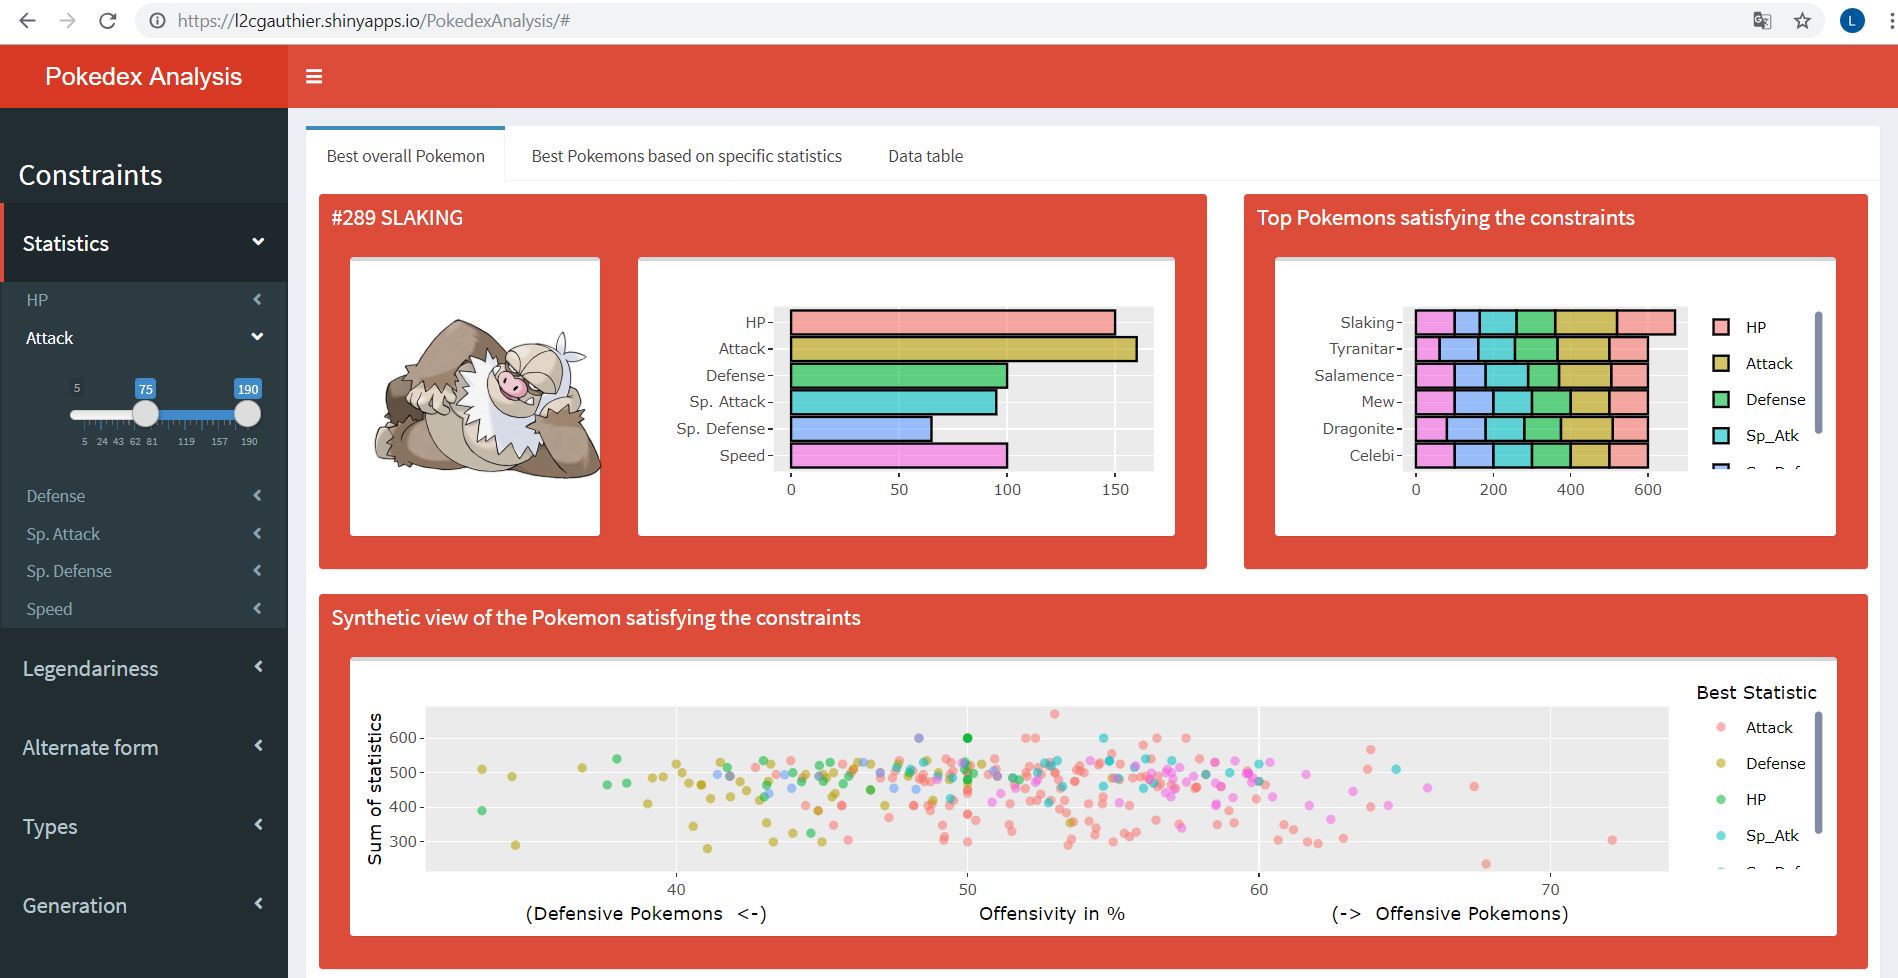 https://l2cgauthier.shinyapps.io/PokedexAnalysis/#
L
Pokedex Analysis
Constraints
Statistics
HP
Attack
5
75
190
5 24 43 62 81 119 157 190
Defense
Sp. Attack
Sp. Defense
Speed
Legendariness
Alternate form
Types
Generation
Best overall Pokemon
Best Pokemons based on specific statistics
Data table
#289 SLAKING
HP
Attack
Defense
Sp. Attack
Sp. Defense
Speed
0 50 100 150
Top Pokemons satisfying the constraints
Slaking
Tyranitar
Salamence
Mew
Dragonite
Celebi
0 200 400 600
HP
Attack
Defense
Sp_Atk
Synthetic view of the Pokemon satisfying the constraints
Sum of statistics
600
500
400
300
40 50 60 70
(Defensive Pokemons <-)
Offensivity in %
(-> Offensive Pokemons)
Best Statistic
Attack
Defense
HP
Sp_Atk